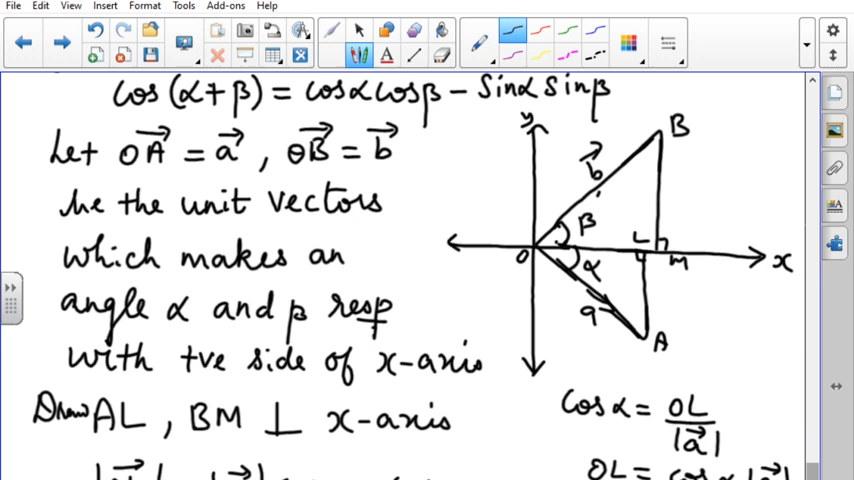 File Edit View Insert Format Tools Add-ons Help
cos (α+β) = cosα cosβ - Sinα Sinβ
Let OA = a , OB = b
be the unit vectors
which makes an
angle α and β resp
with +ve side of x-axis
Draw AL , BM ⊥ x-axis
y
B
b
β
L
O
α
M
x
a
A
cos α = OL
|a|
OL = cos α |a|